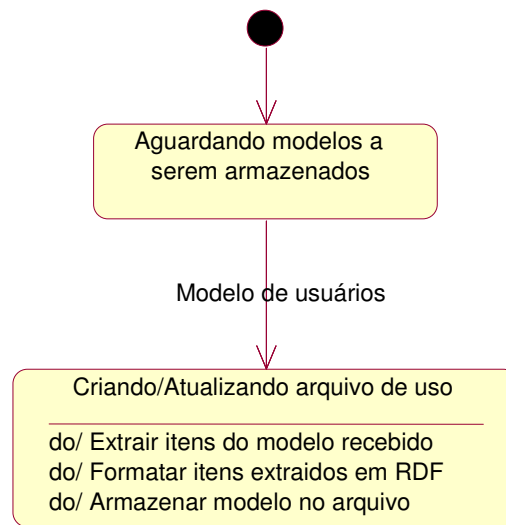 Aguardando modelos a
serem armazenados
Modelo de usuários
Criando/Atualizando arquivo de uso
do/ Extrair itens do modelo recebido
do/ Formatar itens extraidos em RDF
do/ Armazenar modelo no arquivo